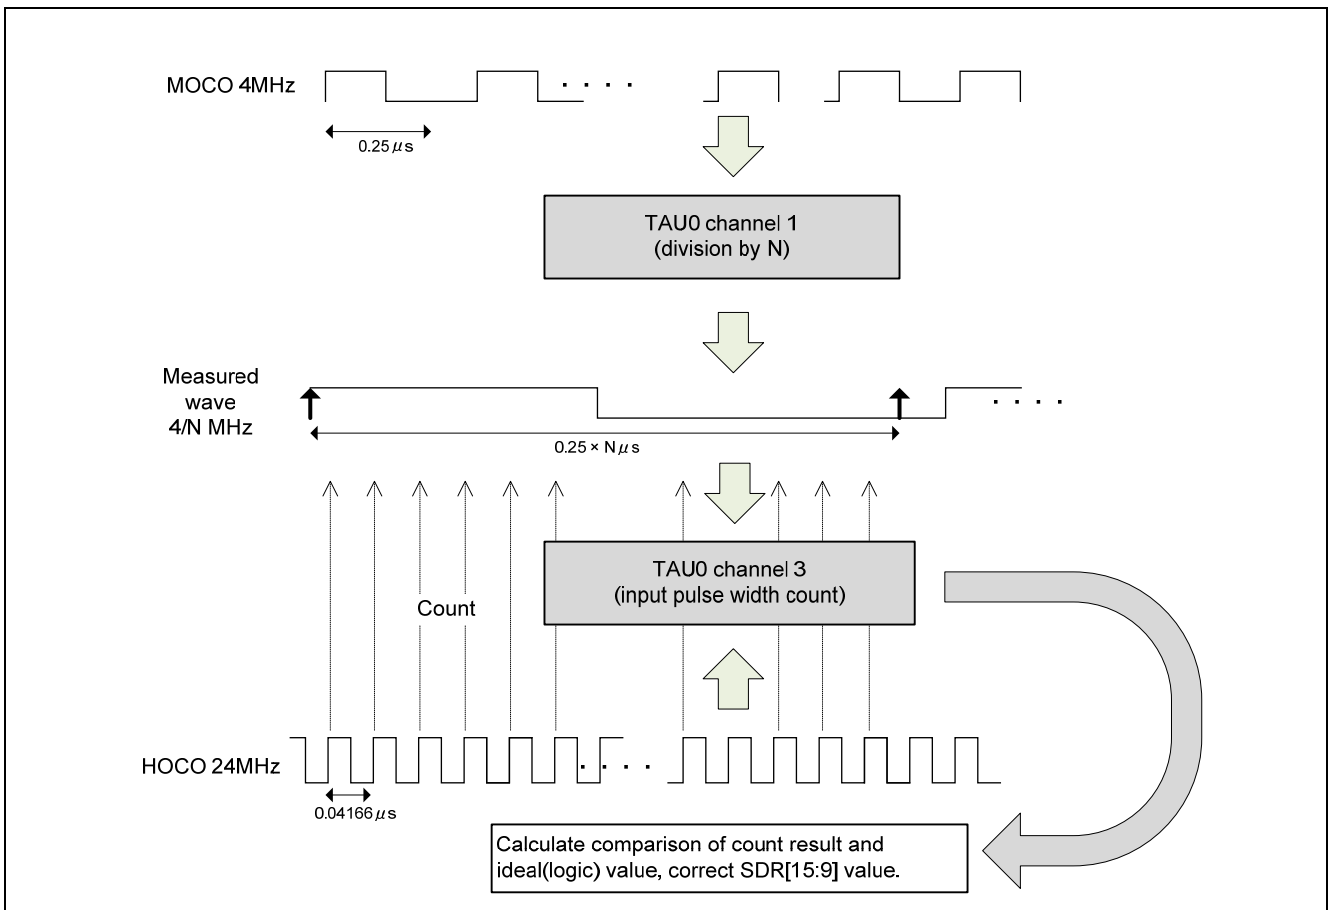 MOCO 4MHz
. . . .
0.25μs
TAU0 channel 1
(division by N)
Measured
wave
4/N MHz
. . . .
0.25 × Nμs
TAU0 channel 3
(input pulse width count)
Count
HOCO 24MHz
. . . .
0.04166μs
Calculate comparison of count result and
ideal(logic) value, correct SDR[15:9] value.